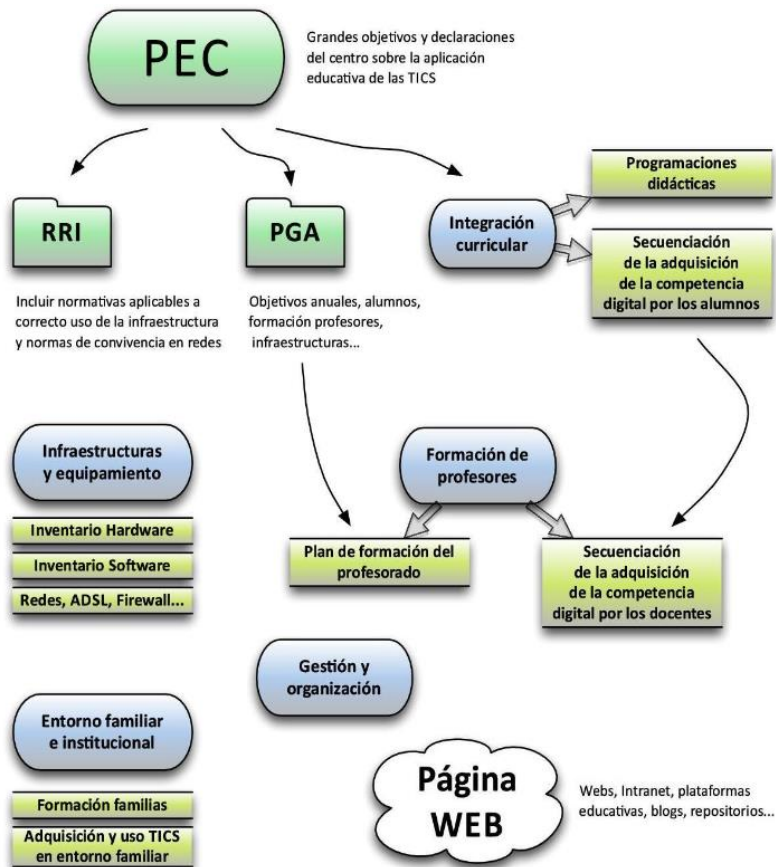 PEC
Grandes objetivos y declaraciones
del centro sobre la aplicación
educativa de las TICS
RRI
Incluir normativas aplicables a
correcto uso de la infraestructura
y normas de convivencia en redes
PGA
Objetivos anuales, alumnos,
formación profesores,
infraestructuras...
Integración
curricular
Programaciones
didácticas
Secuenciación
de la adquisición
de la competencia
digital por los alumnos
Infraestructuras
y equipamiento
Inventario Hardware
Inventario Software
Redes, ADSL, Firewall...
Formación de
profesores
Plan de formación del
profesorado
Secuenciación
de la adquisición
de la competencia
digital por los docentes
Gestión y
organización
Entorno familiar
e institucional
Formación familias
Adquisición y uso TICS
en entorno familiar
Página
WEB
Webs, Intranet, plataformas
educativas, blogs, repositorios...